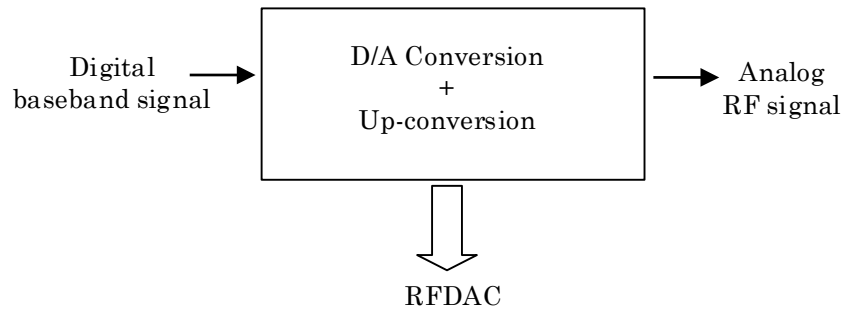 Digital
baseband signal
D/A Conversion
+
Up-conversion
Analog
RF signal
RFDAC